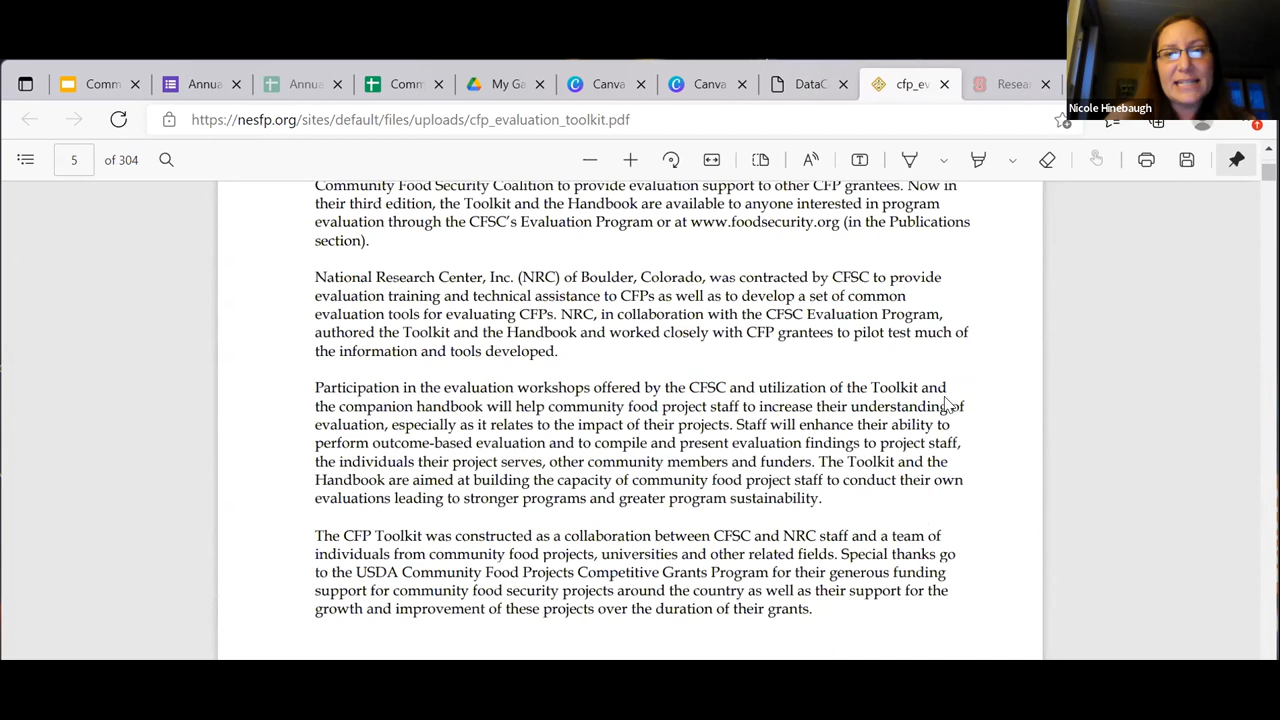 Comm
Annua
Annua
Comm
My Ga
Canva
Canva
DataC
cfp_ev
Resea
Nicole Hinebaugh
https://nesfp.org/sites/default/files/uploads/cfp_evaluation_toolkit.pdf
5 of 304
Community Food Security Coalition to provide evaluation support to other CFP grantees. Now in
their third edition, the Toolkit and the Handbook are available to anyone interested in program
evaluation through the CFSC's Evaluation Program or at www.foodsecurity.org (in the Publications
section).
National Research Center, Inc. (NRC) of Boulder, Colorado, was contracted by CFSC to provide
evaluation training and technical assistance to CFPs as well as to develop a set of common
evaluation tools for evaluating CFPs. NRC, in collaboration with the CFSC Evaluation Program,
authored the Toolkit and the Handbook and worked closely with CFP grantees to pilot test much of
the information and tools developed.
Participation in the evaluation workshops offered by the CFSC and utilization of the Toolkit and
the companion handbook will help community food project staff to increase their understanding of
evaluation, especially as it relates to the impact of their projects. Staff will enhance their ability to
perform outcome-based evaluation and to compile and present evaluation findings to project staff,
the individuals their project serves, other community members and funders. The Toolkit and the
Handbook are aimed at building the capacity of community food project staff to conduct their own
evaluations leading to stronger programs and greater program sustainability.
The CFP Toolkit was constructed as a collaboration between CFSC and NRC staff and a team of
individuals from community food projects, universities and other related fields. Special thanks go
to the USDA Community Food Projects Competitive Grants Program for their generous funding
support for community food security projects around the country as well as their support for the
growth and improvement of these projects over the duration of their grants.